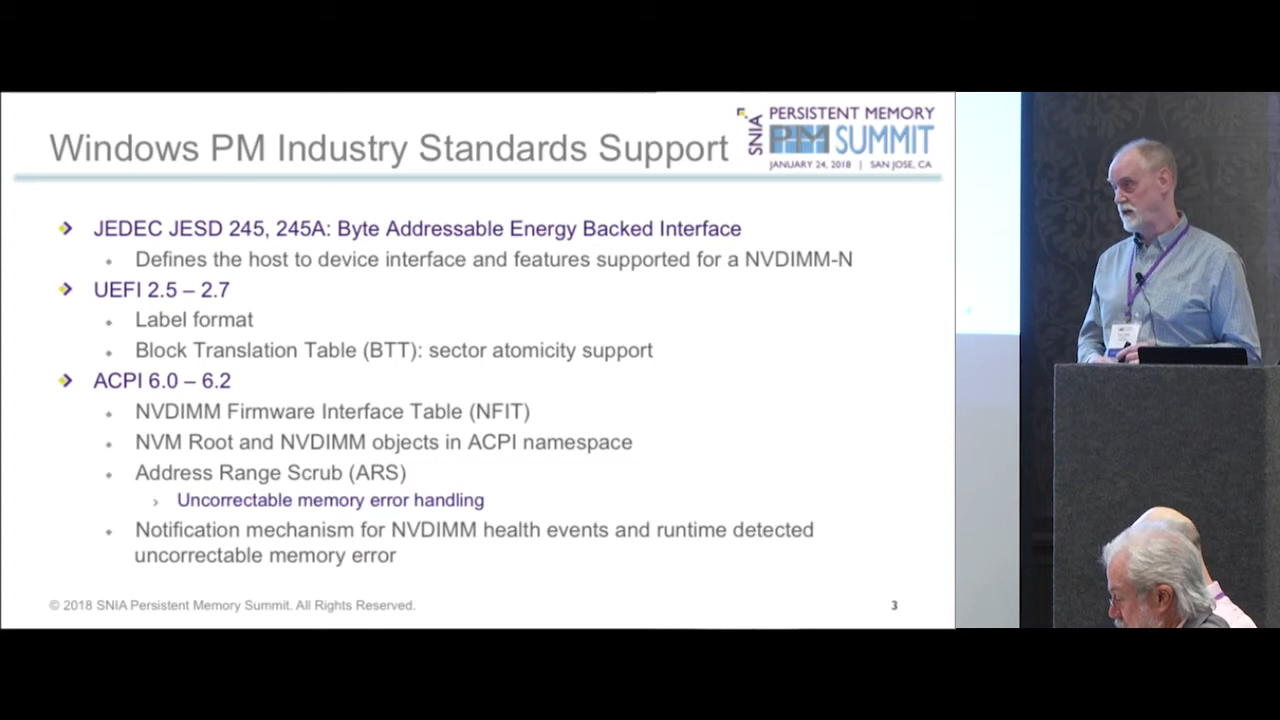 Windows PM Industry Standards Support
SNIA
PERSISTENT MEMORY
PM SUMMIT
JANUARY 24, 2018 | SAN JOSE, CA
JEDEC JESD 245, 245A: Byte Addressable Energy Backed Interface
Defines the host to device interface and features supported for a NVDIMM-N
UEFI 2.5 – 2.7
Label format
Block Translation Table (BTT): sector atomicity support
ACPI 6.0 – 6.2
NVDIMM Firmware Interface Table (NFIT)
NVM Root and NVDIMM objects in ACPI namespace
Address Range Scrub (ARS)
Uncorrectable memory error handling
Notification mechanism for NVDIMM health events and runtime detected
uncorrectable memory error
© 2018 SNIA Persistent Memory Summit. All Rights Reserved.
3